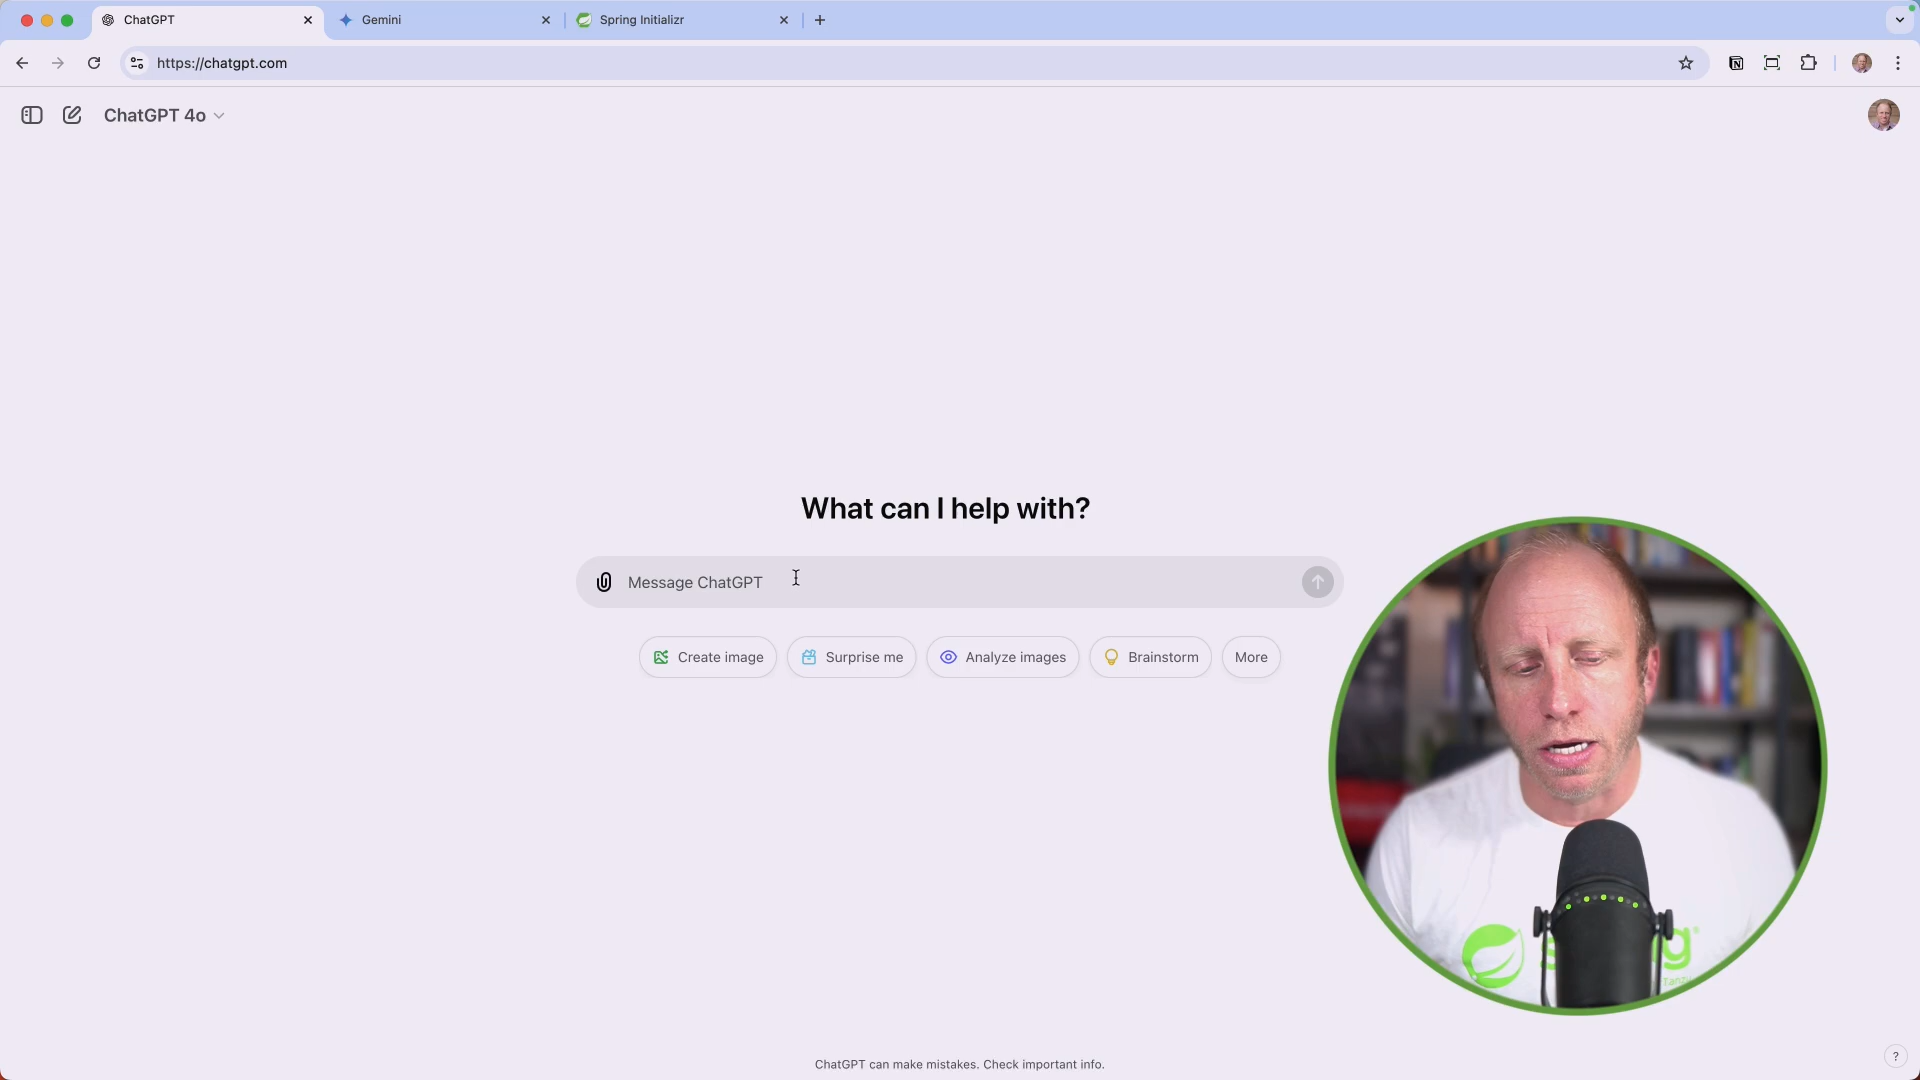 ChatGPT
Gemini
Spring Initializr
https://chatgpt.com
ChatGPT 4o
What can I help with?
Message ChatGPT
Create image
Surprise me
Analyze images
Brainstorm
More
ChatGPT can make mistakes. Check important info.
?